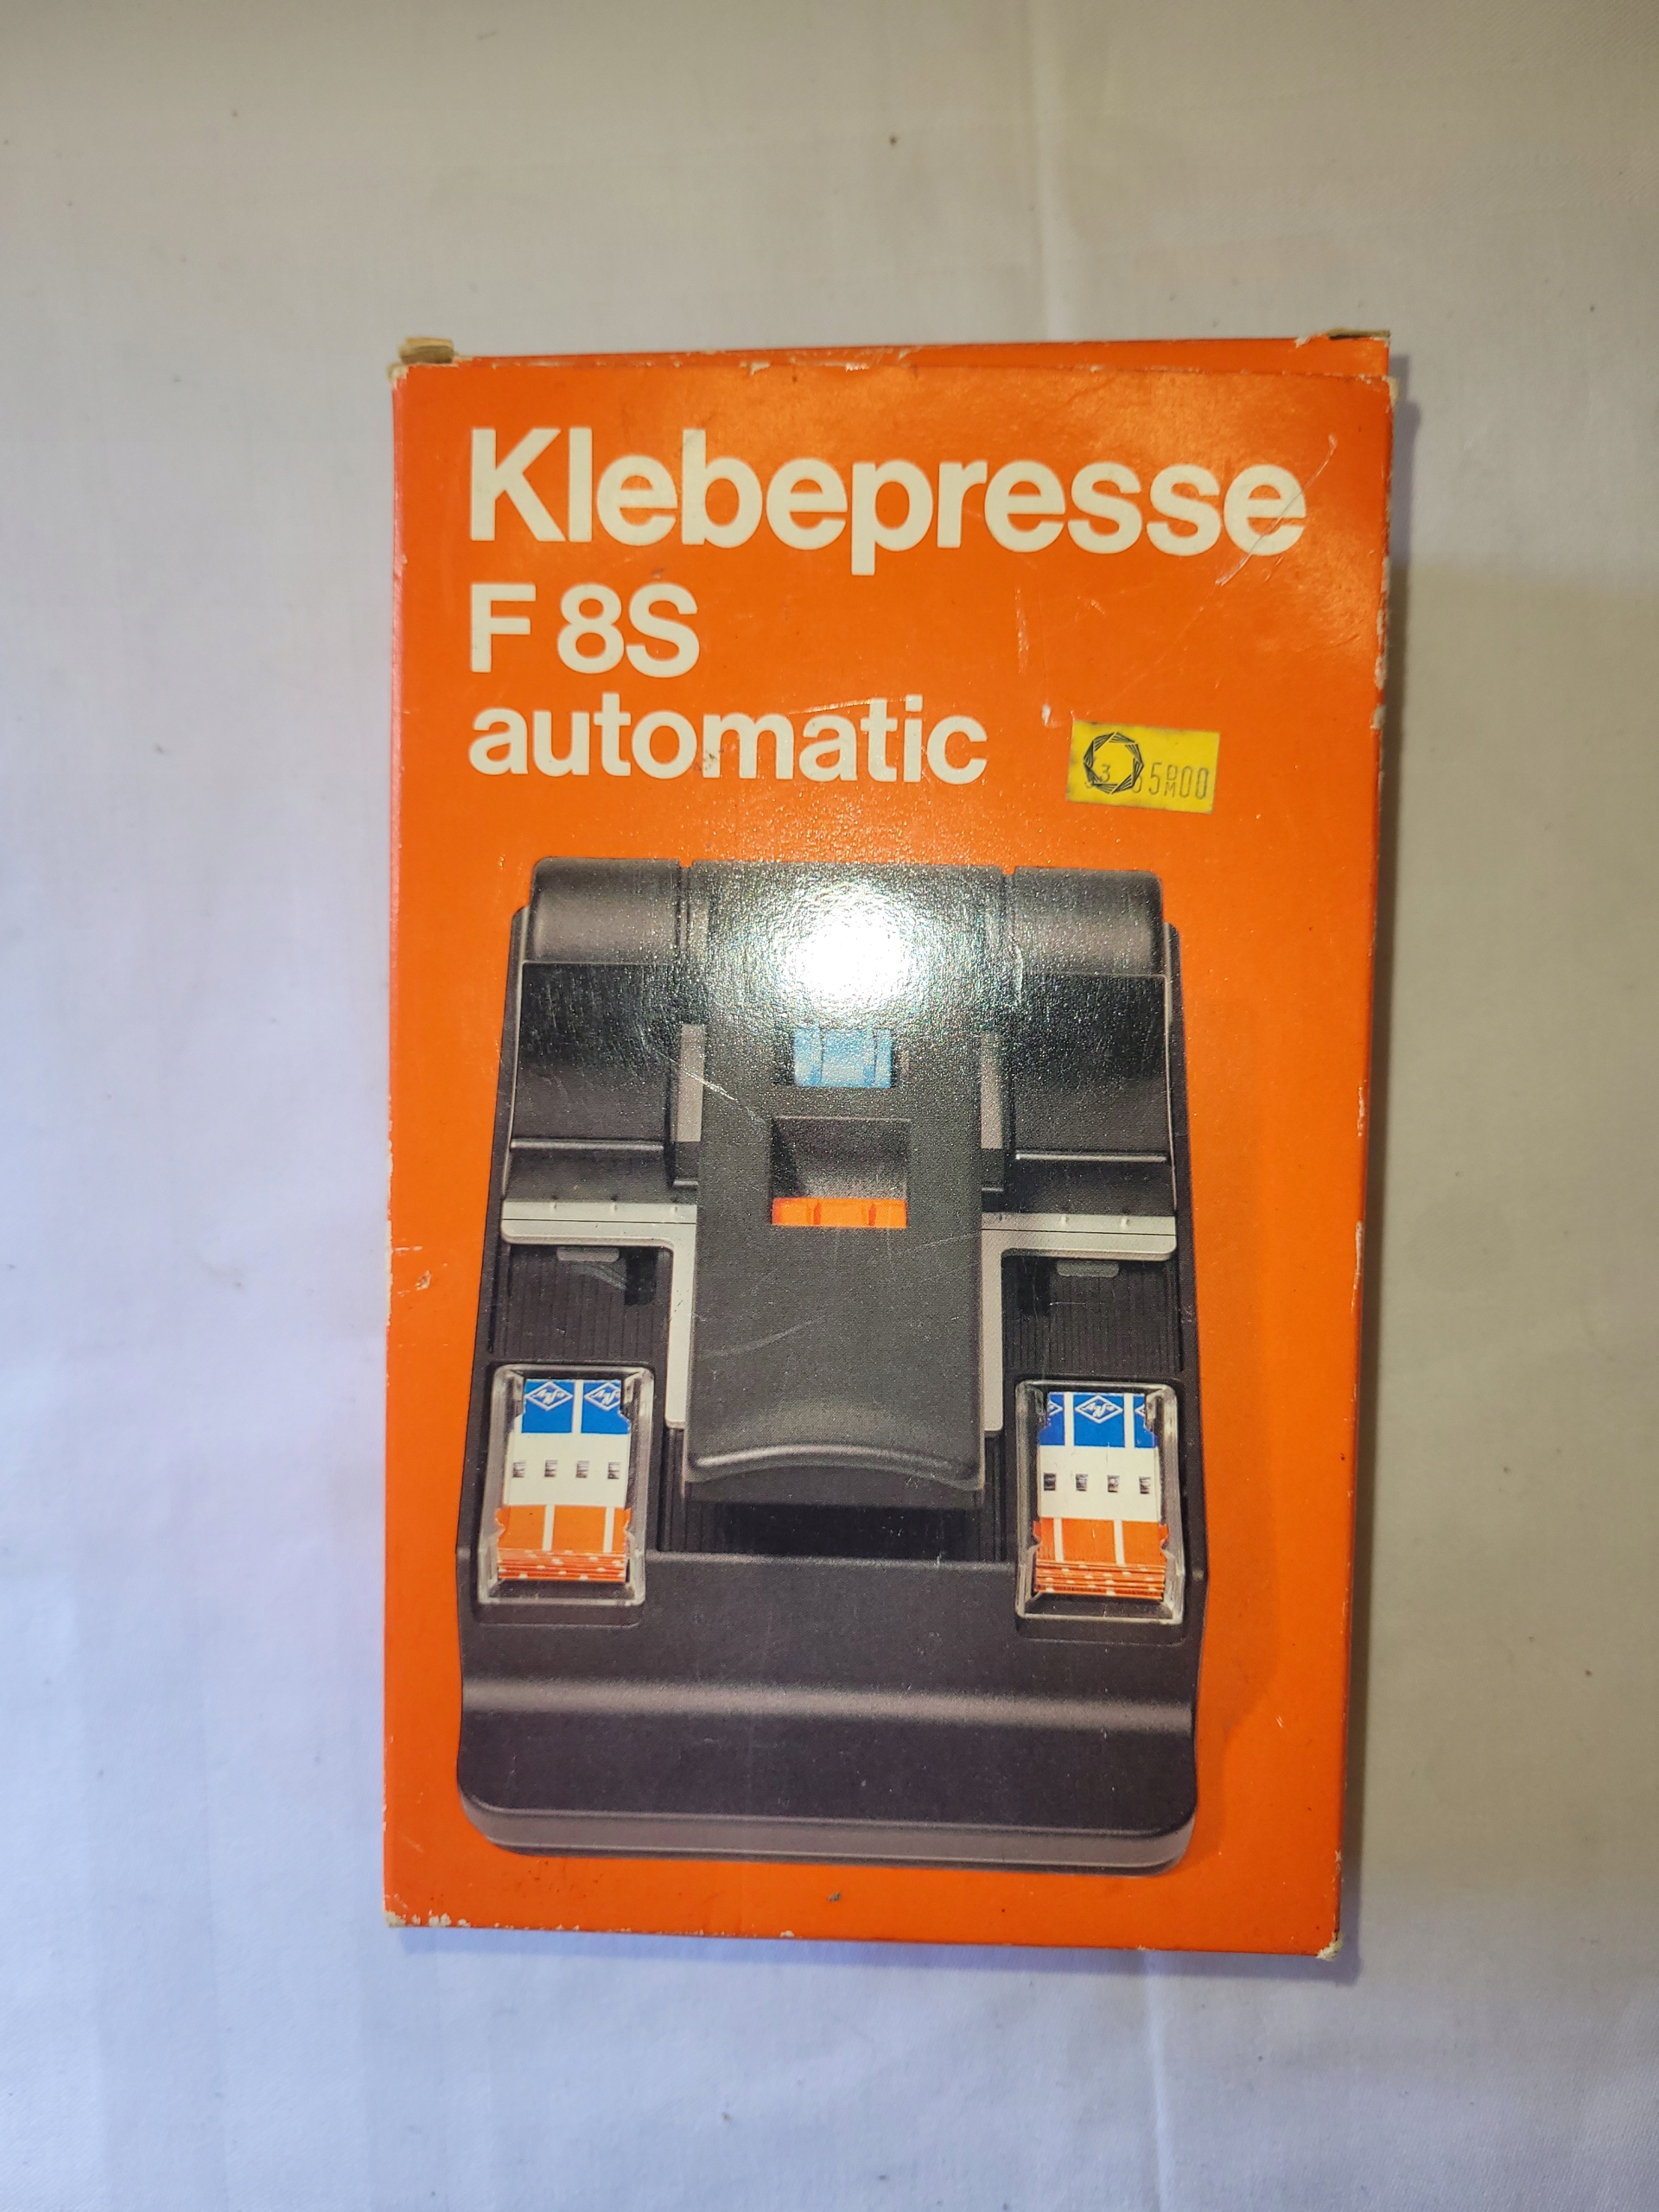 Klebepresse
F 8S
automatic